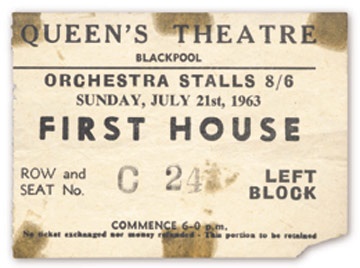 QUEEN'S THEATRE
BLACKPOOL
ORCHESTRA STALLS 8/6
SUNDAY, JULY 21st, 1963
FIRST HOUSE
ROW and
SEAT No. C 24
LEFT
BLOCK
COMMENCE 6-0 p.m.
No ticket exchanged nor money refunded - This portion to be retained